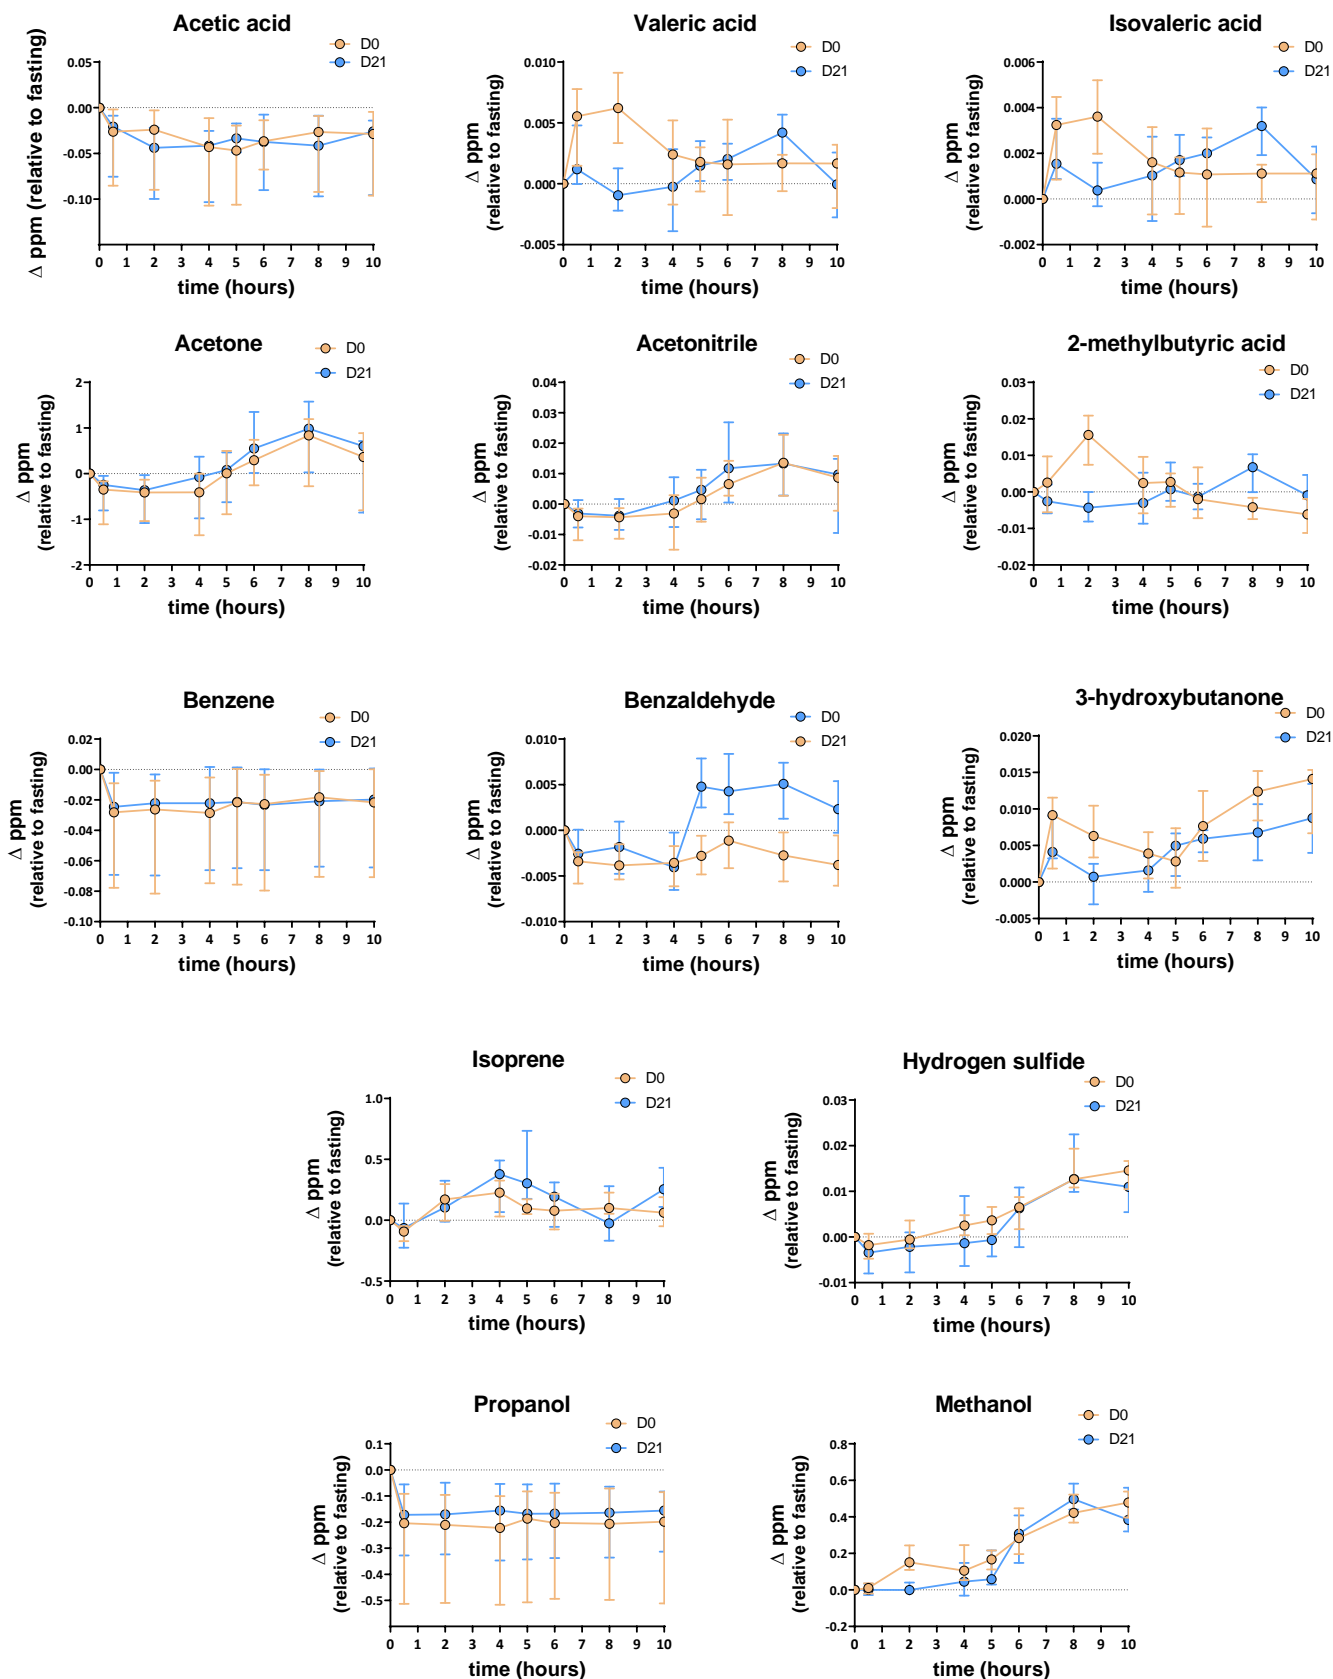 Acetic acid
D0
D21
Δ ppm (relative to fasting)
0.05
0.00
-0.05
-0.10
0 1 2 3 4 5 6 7 8 9 10
time (hours)
Valeric acid
D0
D21
Δ ppm
(relative to fasting)
0.010
0.005
0.000
-0.005
0 1 2 3 4 5 6 7 8 9 10
time (hours)
Isovaleric acid
D0
D21
Δ ppm
(relative to fasting)
0.006
0.004
0.002
0.000
-0.002
0 1 2 3 4 5 6 7 8 9 10
time (hours)
Acetone
D0
D21
Δ ppm
(relative to fasting)
2
1
0
-1
-2
0 1 2 3 4 5 6 7 8 9 10
time (hours)
Acetonitrile
D0
D21
Δ ppm
(relative to fasting)
0.04
0.03
0.02
0.01
0.00
-0.01
-0.02
0 1 2 3 4 5 6 7 8 9 10
time (hours)
2-methylbutyric acid
D0
D21
Δ ppm
(relative to fasting)
0.03
0.02
0.01
0.00
-0.01
-0.02
0 1 2 3 4 5 6 7 8 9 10
time (hours)
Benzene
D0
D21
Δ ppm
(relative to fasting)
0.02
0.00
-0.02
-0.04
-0.06
-0.08
-0.10
0 1 2 3 4 5 6 7 8 9 10
time (hours)
Benzaldehyde
D0
D21
Δ ppm
(relative to fasting)
0.010
0.005
0.000
-0.005
-0.010
0 1 2 3 4 5 6 7 8 9 10
time (hours)
3-hydroxybutanone
D0
D21
Δ ppm
(relative to fasting)
0.020
0.015
0.010
0.005
0.000
-0.005
0 1 2 3 4 5 6 7 8 9 10
time (hours)
Isoprene
D0
D21
Δ ppm
(relative to fasting)
1.0
0.5
0.0
-0.5
0 1 2 3 4 5 6 7 8 9 10
time (hours)
Hydrogen sulfide
D0
D21
Δ ppm
(relative to fasting)
0.03
0.02
0.01
0.00
-0.01
0 1 2 3 4 5 6 7 8 9 10
time (hours)
Propanol
D0
D21
Δ ppm
(relative to fasting)
0.1
0.0
-0.1
-0.2
-0.3
-0.4
-0.5
0 1 2 3 4 5 6 7 8 9 10
time (hours)
Methanol
D0
D21
Δ ppm
(relative to fasting)
0.8
0.6
0.4
0.2
0.0
-0.2
0 1 2 3 4 5 6 7 8 9 10
time (hours)